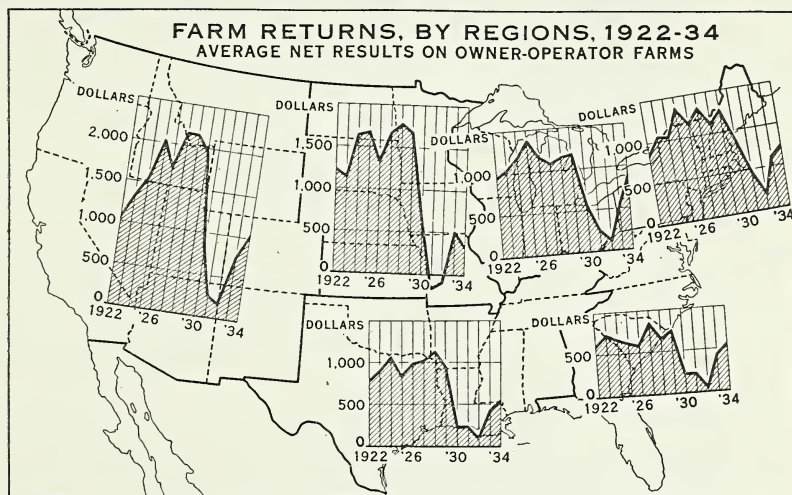 FARM RETURNS, BY REGIONS, 1922-34
AVERAGE NET RESULTS ON OWNER-OPERATOR FARMS
DOLLARS
2,000
1,500
1,000
500
0
1922 '26 '30 '34
DOLLARS
1,500
1,000
500
0
1922 '26 '30 '34
DOLLARS
1,000
500
0
1922 '26 '30 '34
DOLLARS
1,000
500
0
1922 '26 '30 '34
DOLLARS
1,000
500
0
1922 '26 '30 '34
DOLLARS
500
0
1922 '26 '30 '34